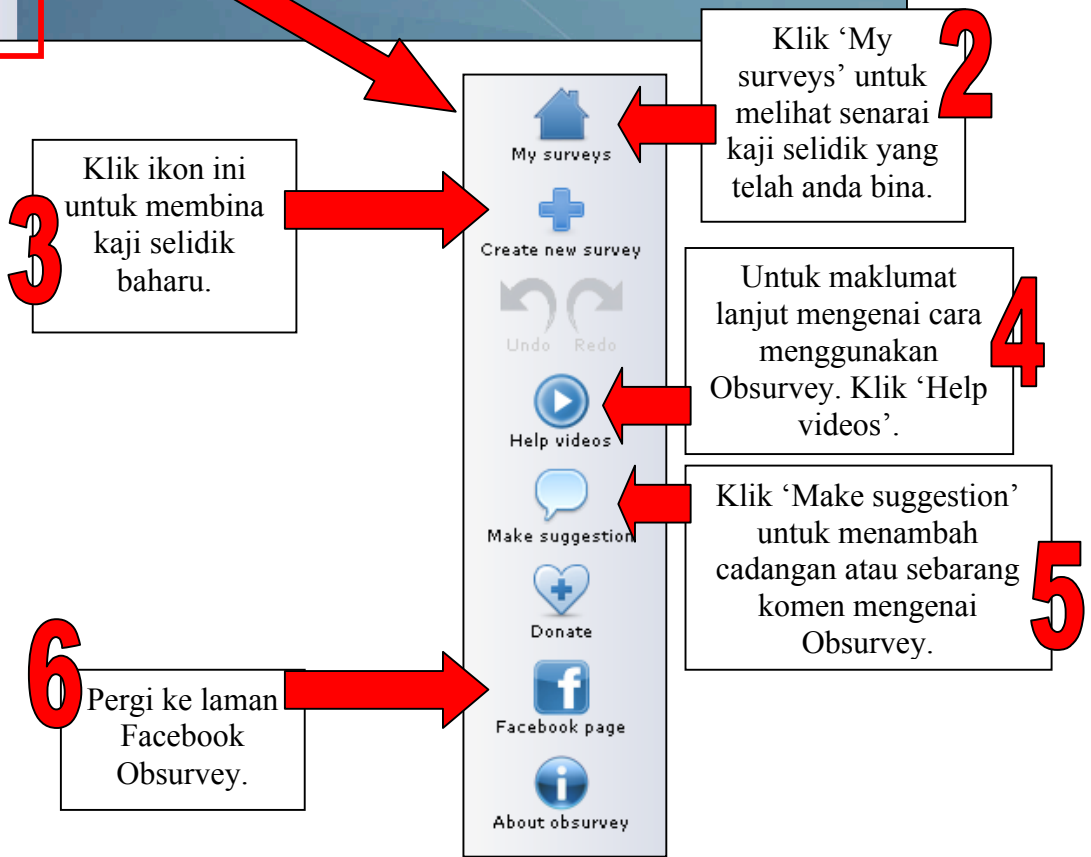 2
Klik ‘My
surveys’ untuk
melihat senarai
kaji selidik yang
telah anda bina.
My surveys
3
Klik ikon ini
untuk membina
kaji selidik
baharu.
Create new survey
Undo Redo
4
Untuk maklumat
lanjut mengenai cara
menggunakan
Obsurvey. Klik ‘Help
videos’.
Help videos
5
Klik ‘Make suggestion’
untuk menambah
cadangan atau sebarang
komen mengenai
Obsurvey.
Make suggestion
Donate
6
Pergi ke laman
Facebook
Obsurvey.
Facebook page
About obsurvey